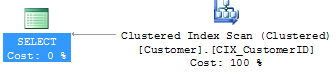 SELECT
Cost: 0 %
Clustered Index Scan (Clustered)
[Customer].[CIX_CustomerID]
Cost: 100 %